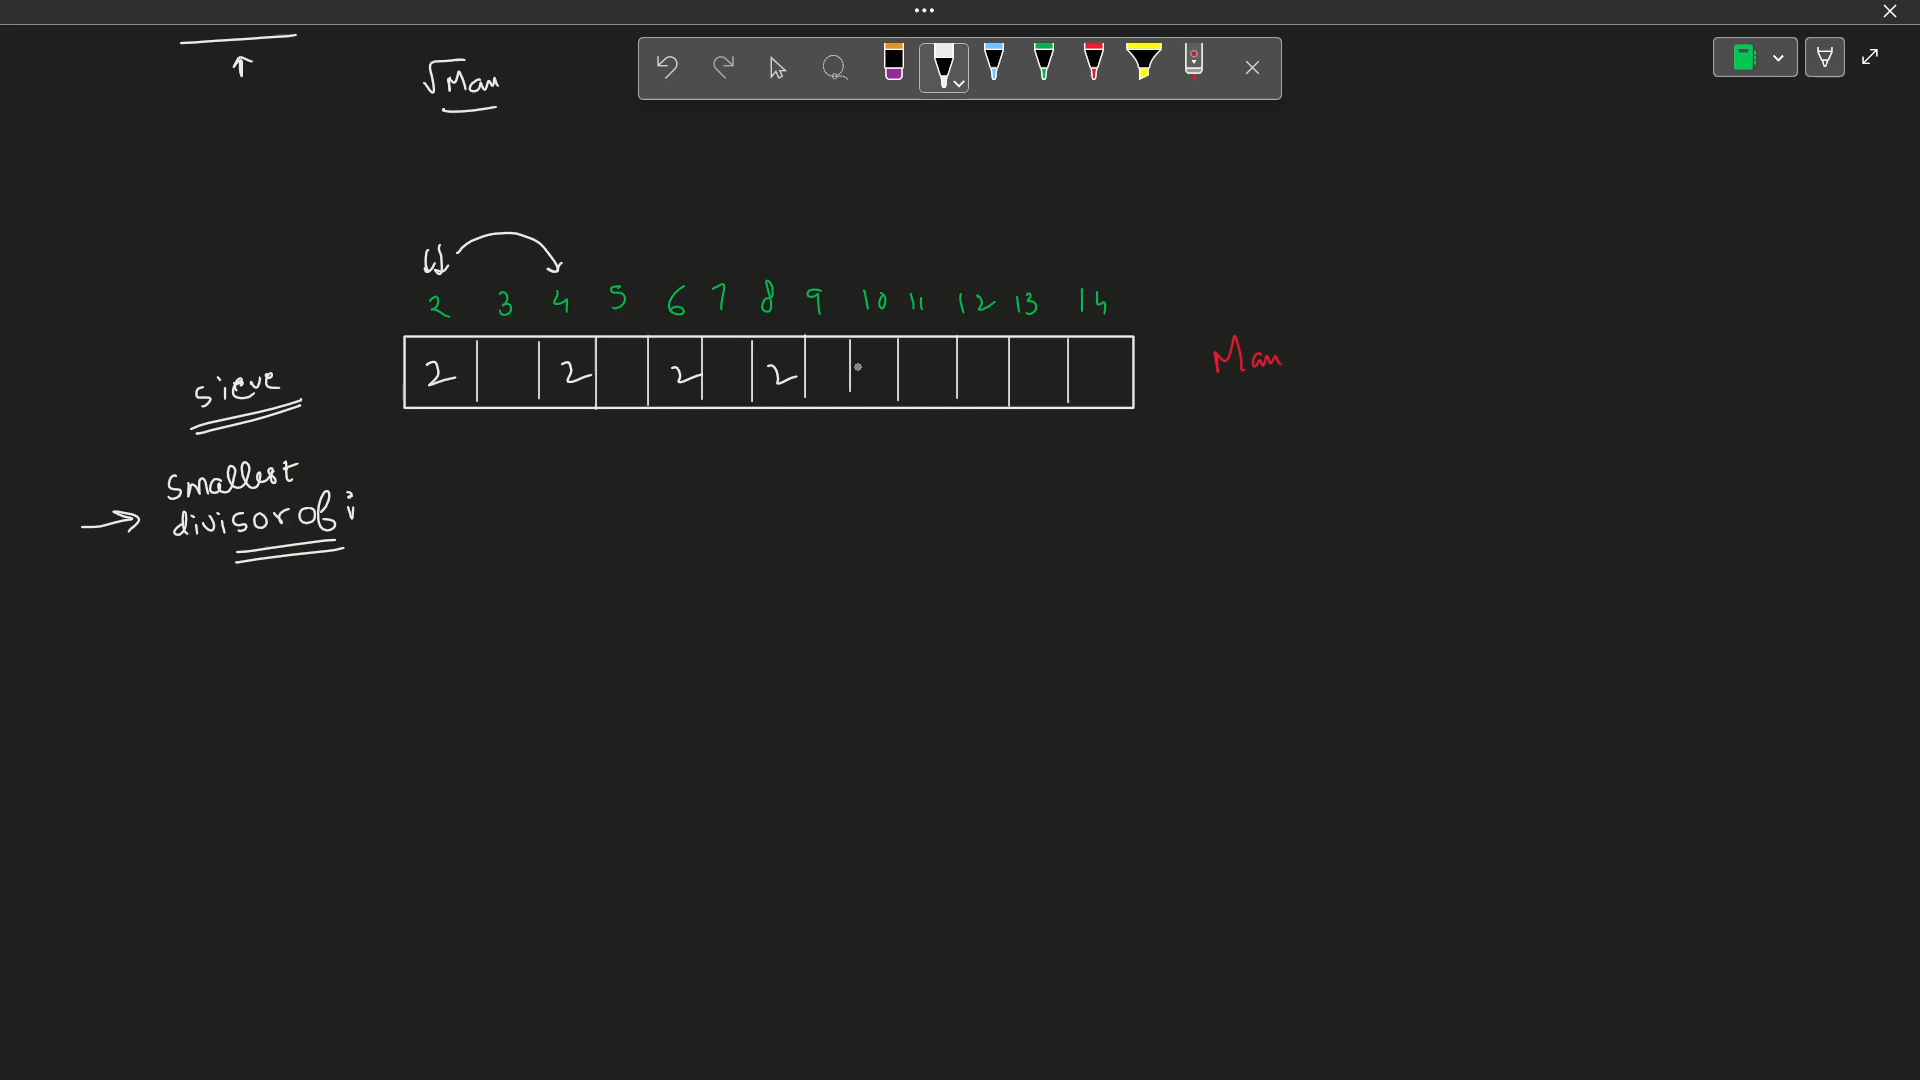 √Max
2 3 4 5 6 7 8 9 10 11 12 13 14
2 2 2 2
Max
sieve
Smallest
divisor of i